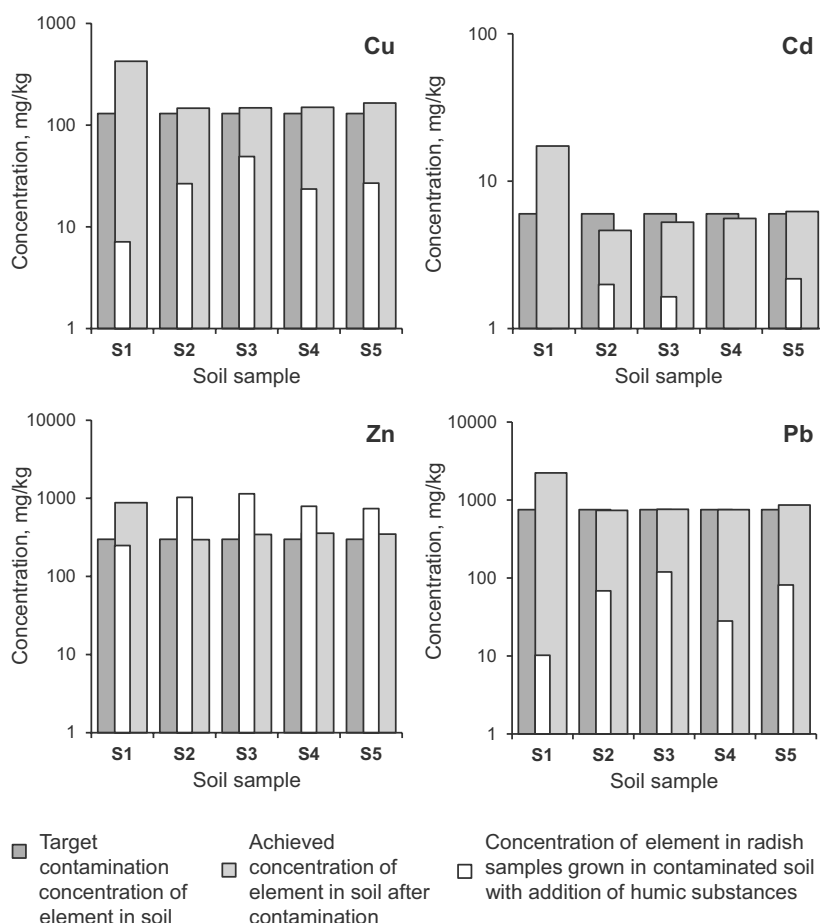 Cu
Concentration, mg/kg
1000
100
10
1
S1 S2 S3 S4 S5
Soil sample
Cd
Concentration, mg/kg
100
10
1
S1 S2 S3 S4 S5
Soil sample
Zn
Concentration, mg/kg
10000
1000
100
10
1
S1 S2 S3 S4 S5
Soil sample
Pb
Concentration, mg/kg
10000
1000
100
10
1
S1 S2 S3 S4 S5
Soil sample
Target
contamination
concentration of
element in soil
Achieved
concentration of
element in soil after
contamination
Concentration of element in radish
samples grown in contaminated soil
with addition of humic substances